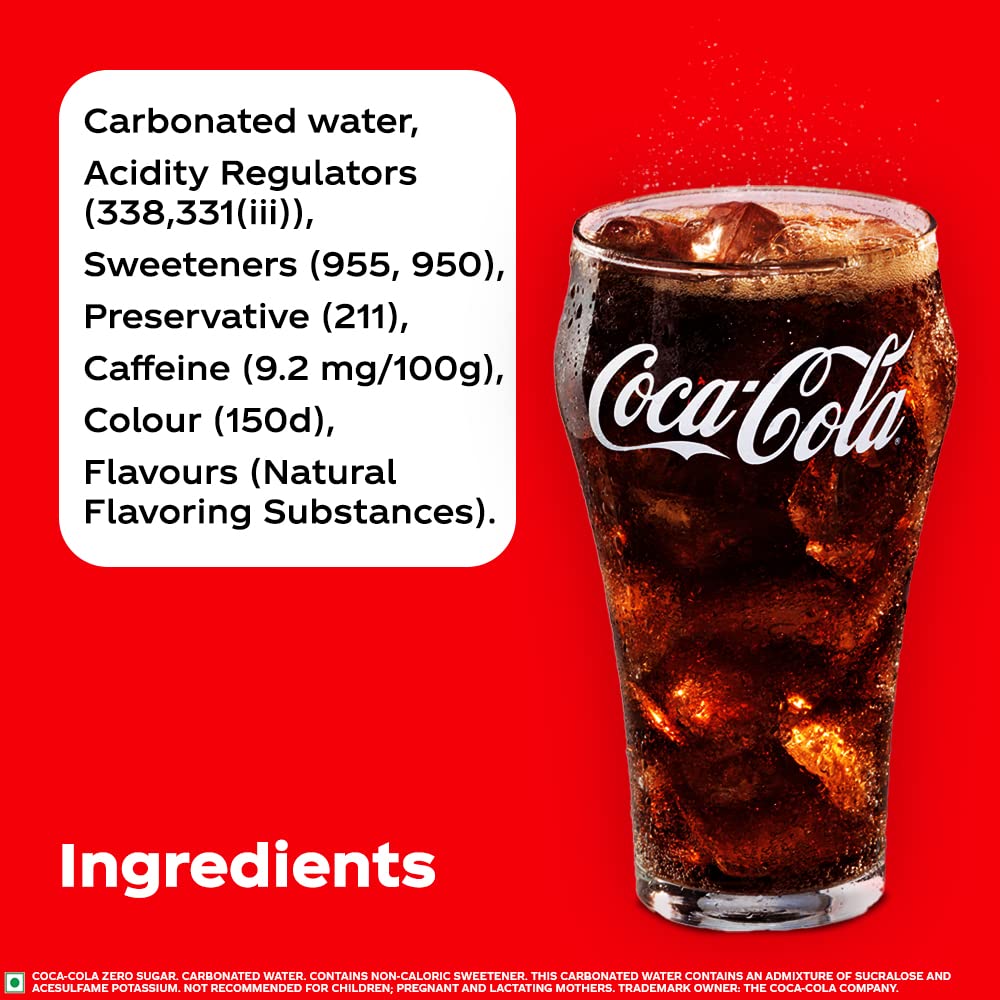 Carbonated water,
Acidity Regulators
(338,331(iii)),
Sweeteners (955, 950),
Preservative (211),
Caffeine (9.2 mg/100g),
Colour (150d),
Flavours (Natural
Flavoring Substances).
Coca-Cola
Ingredients
COCA-COLA ZERO SUGAR. CARBONATED WATER. CONTAINS NON-CALORIC SWEETENER. THIS CARBONATED WATER CONTAINS AN ADMIXTURE OF SUCRALOSE AND
ACESULFAME POTASSIUM. NOT RECOMMENDED FOR CHILDREN; PREGNANT AND LACTATING MOTHERS. TRADEMARK OWNER: THE COCA-COLA COMPANY.